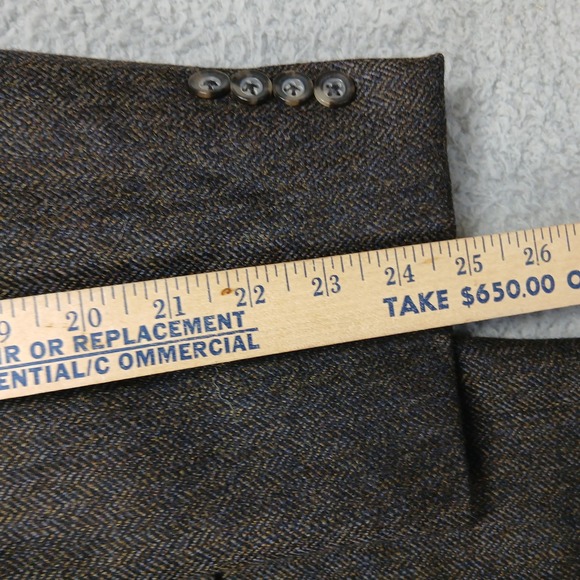 9 20 21 22 23 24 25 26
TAKE $650.00 O
IR OR REPLACEMENT
ENTIAL/C OMMERCIAL